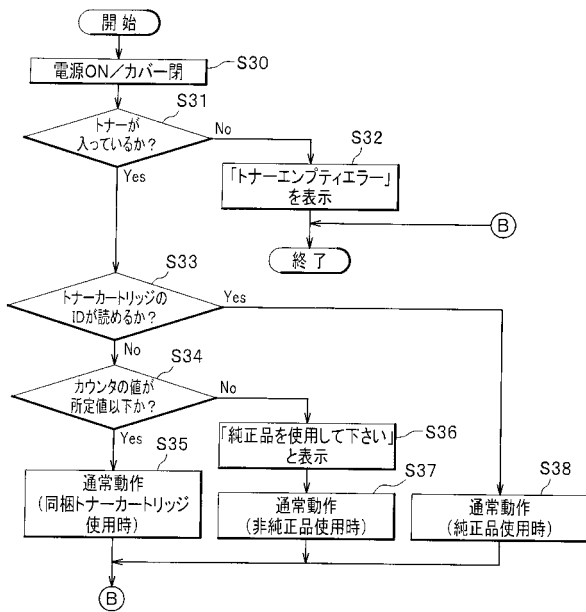 開始
電源ON／カバー閉
S30
S31
トナーが
入っているか?
No
Yes
S32
「トナーエンプティエラー」
を表示
B
終了
S33
トナーカートリッジの
IDが読めるか?
Yes
No
S34
カウンタの値が
所定値以下か?
No
Yes
「純正品を使用して下さい」
と表示
S36
S35
通常動作
(同梱トナーカートリッジ
使用時)
S37
通常動作
(非純正品使用時)
S38
通常動作
(純正品使用時)
B